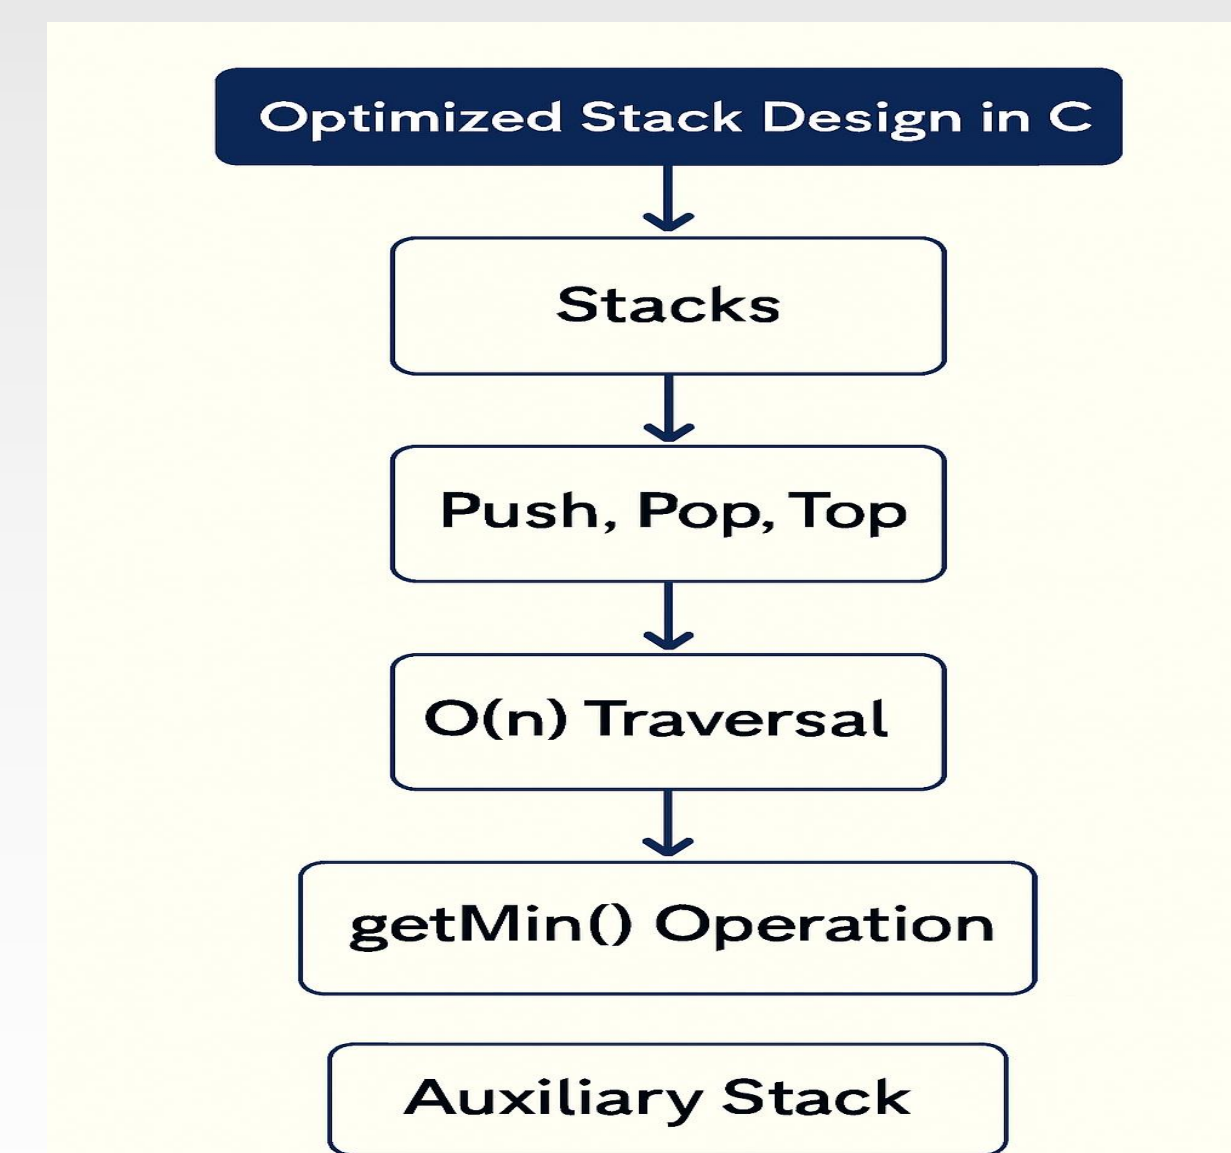 Optimized Stack Design in C
Stacks
Push, Pop, Top
O(n) Traversal
getMin() Operation
Auxiliary Stack